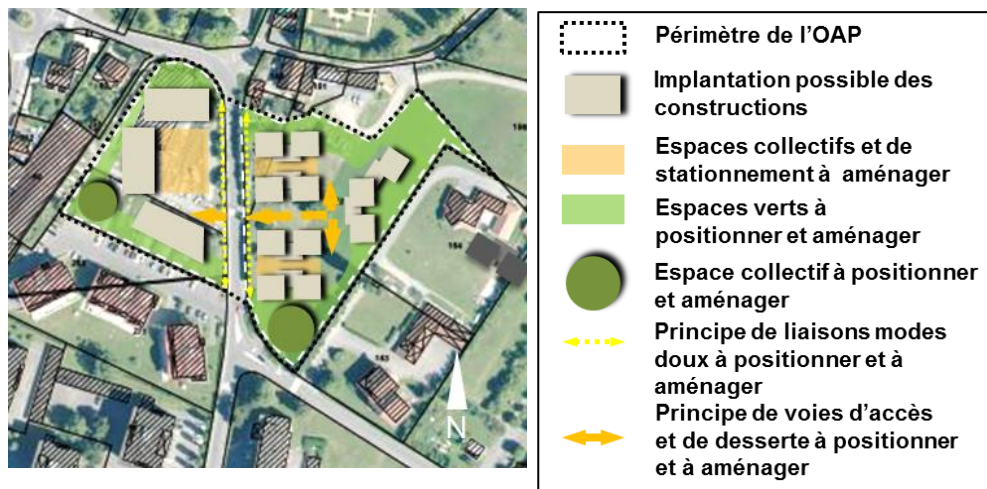 Périmètre de l'OAP
Implantation possible des
constructions
Espaces collectifs et de
stationnement à aménager
Espaces verts à
positionner et aménager
Espace collectif à positionner
et aménager
Principe de liaisons modes
doux à positionner et à
aménager
Principe de voies d'accès
et de desserte à positionner
et à aménager
164
163
N